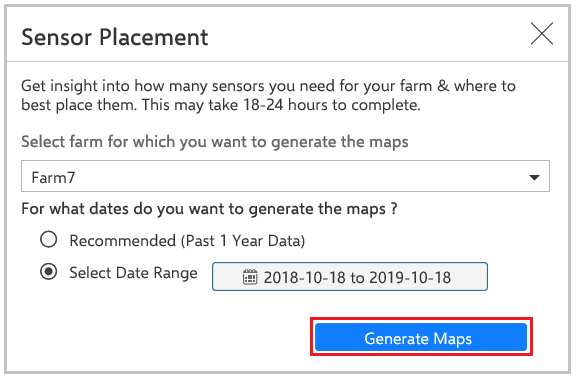 Sensor Placement
Get insight into how many sensors you need for your farm & where to
best place them. This may take 18-24 hours to complete.
Select farm for which you want to generate the maps
Farm7
For what dates do you want to generate the maps ?
Recommended (Past 1 Year Data)
Select Date Range
2018-10-18 to 2019-10-18
Generate Maps